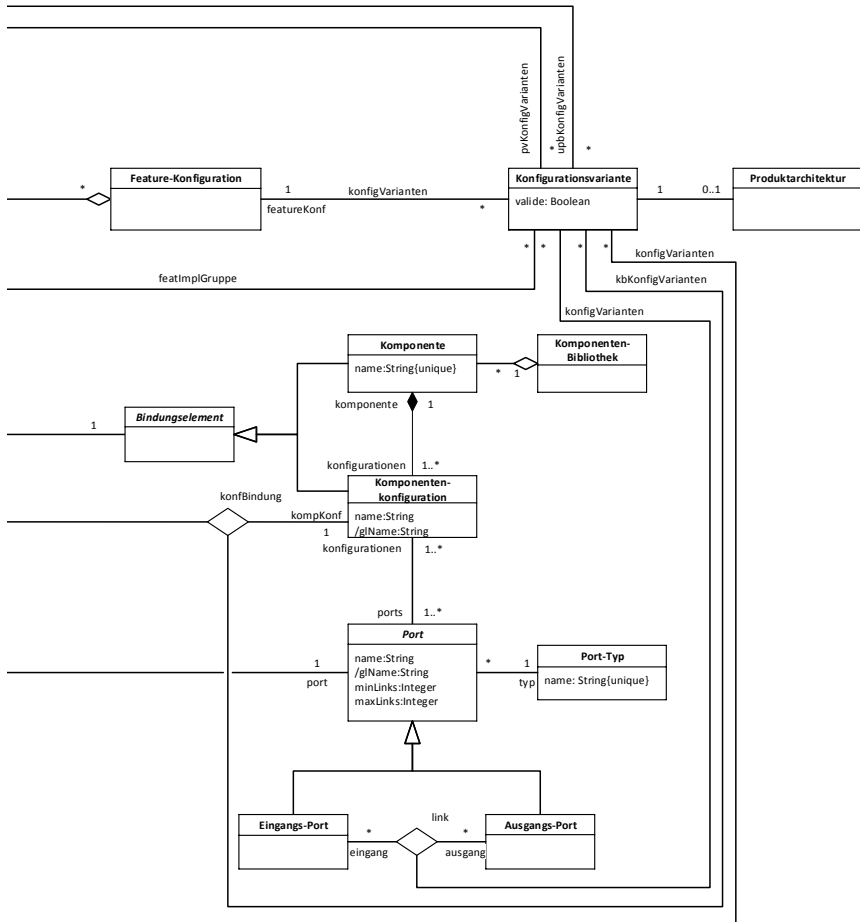 pvKonfigVarianten
upbKonfigVarianten
*
*
*
Feature-Konfiguration
1
konfigVarianten
featureKonf
*
Konfigurationsvariante
valide: Boolean
1
0..1
Produktarchitektur
*
*
*
*
konfigVarianten
featImplGruppe
kbKonfigVarianten
konfigVarianten
Komponente
name:String{unique}
*
1
Komponenten-
Bibliothek
komponente
1
1
Bindungselement
konfigurationen
1..*
Komponenten-
konfiguration
name:String
/glName:String
konfBindung
kompKonf
1
konfigurationen
1..*
ports
1..*
Port
name:String
/glName:String
minLinks:Integer
maxLinks:Integer
1
port
*
1
typ
Port-Typ
name: String{unique}
link
Eingangs-Port
*
eingang
*
ausgang
Ausgangs-Port